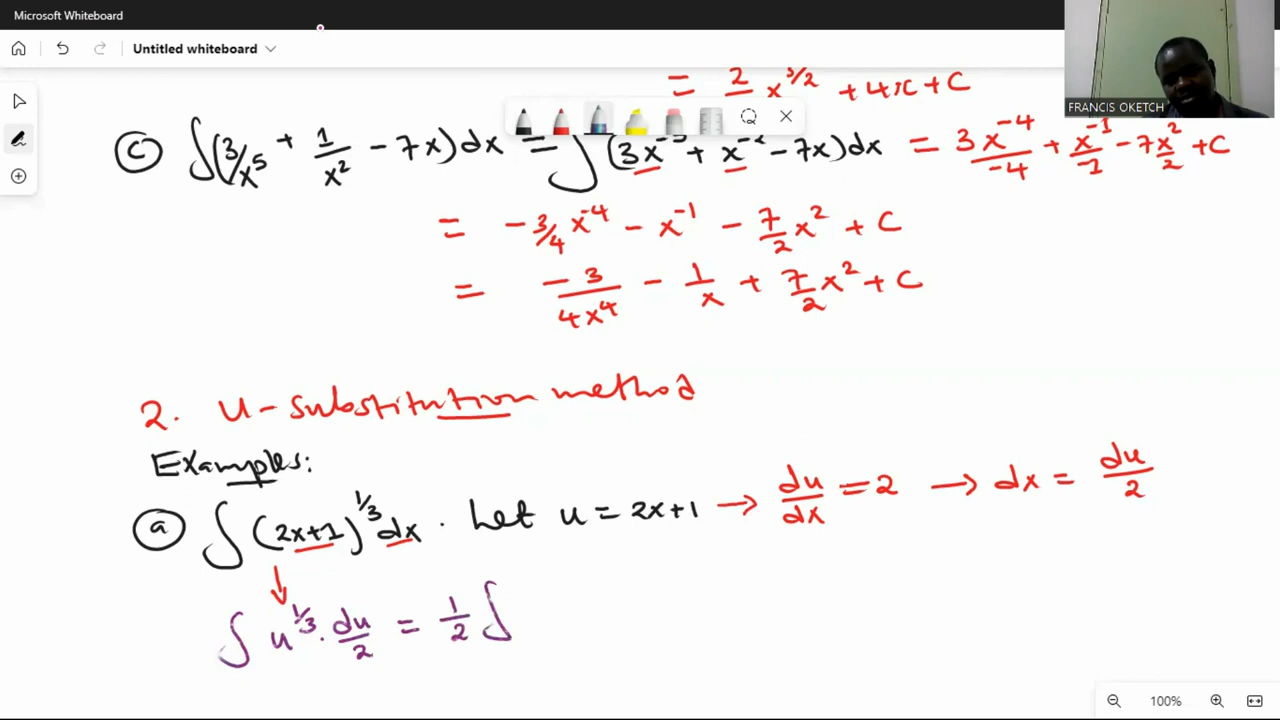 Microsoft Whiteboard
Untitled whiteboard
= 2 x^{3/2} + 4x + C
FRANCIS OKETCH
(c) ∫(3/x^5 + 1/x^2 - 7x)dx = ∫(3x^{-5} + x^{-2} - 7x)dx = 3x^{-4}/-4 + x^{-1}/-1 - 7x^2/2 + C
= -3/4 x^{-4} - x^{-1} - 7/2 x^2 + C
= -3/4x^4 - 1/x + 7/2 x^2 + C
2. U-substitution method
Examples:
(a) ∫(2x+1)^{1/3} dx. Let u = 2x+1 → du/dx = 2 → dx = du/2
∫ u^{1/3} · du/2 = 1/2 ∫
100%